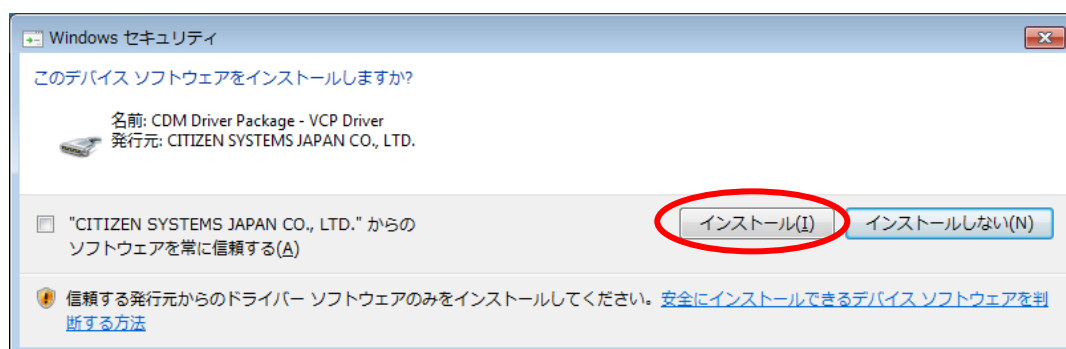 Windows セキュリティ
このデバイス ソフトウェアをインストールしますか?
名前: CDM Driver Package - VCP Driver
発行元: CITIZEN SYSTEMS JAPAN CO., LTD.
"CITIZEN SYSTEMS JAPAN CO., LTD." からの
ソフトウェアを常に信頼する(A)
インストール(I)
インストールしない(N)
信頼する発行元からのドライバー ソフトウェアのみをインストールしてください。安全にインストールできるデバイス ソフトウェアを判
断する方法